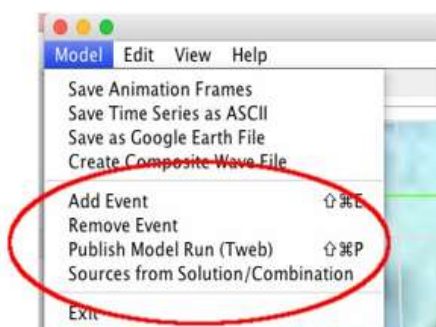 Model Edit View Help
Save Animation Frames
Save Time Series as ASCII
Save as Google Earth File
Create Composite Wave File
Add Event ⇧⌘E
Remove Event
Publish Model Run (Tweb) ⇧⌘P
Sources from Solution/Combination
Exit